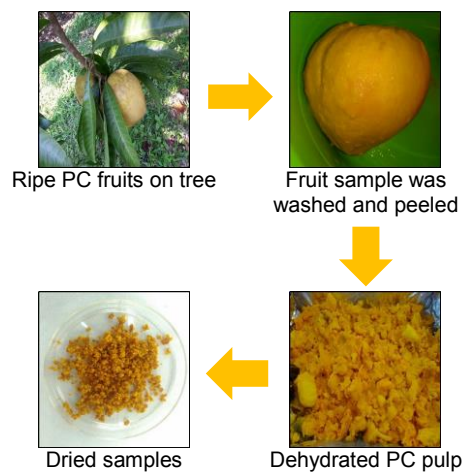 Ripe PC fruits on tree
Fruit sample was
washed and peeled
Dried samples
Dehydrated PC pulp